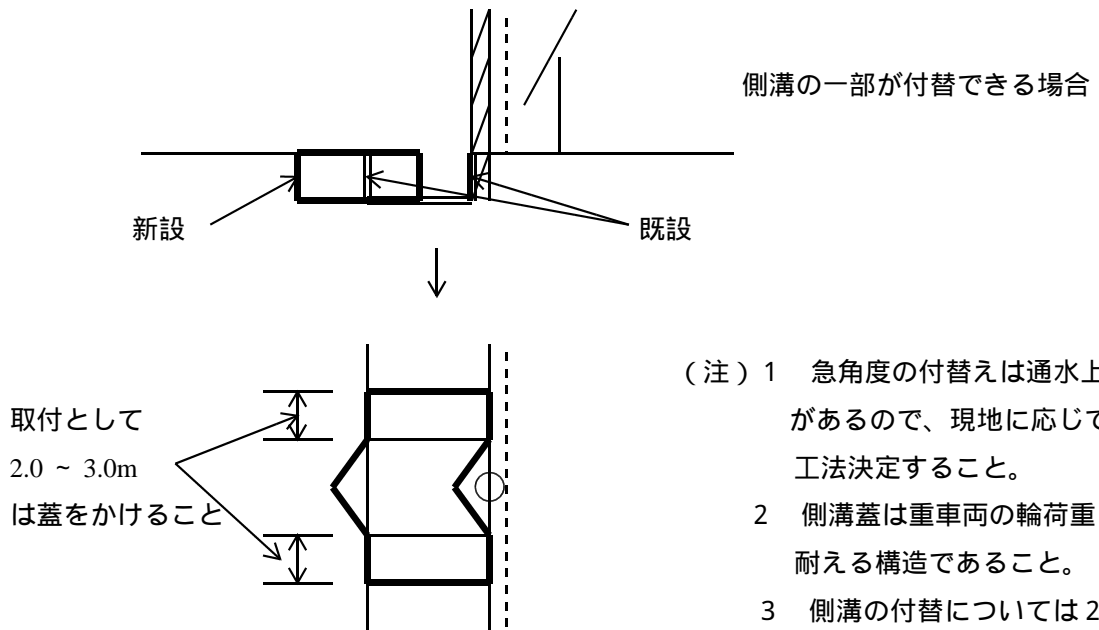 側溝の一部が付替できる場合
新設
既設
取付として
2.0 ~ 3.0m
は蓋をかけること
（注）1　急角度の付替えは通水上
があるので、現地に応じて
工法決定すること。
2　側溝蓋は重車両の輪荷重
耐える構造であること。
3　側溝の付替については 2